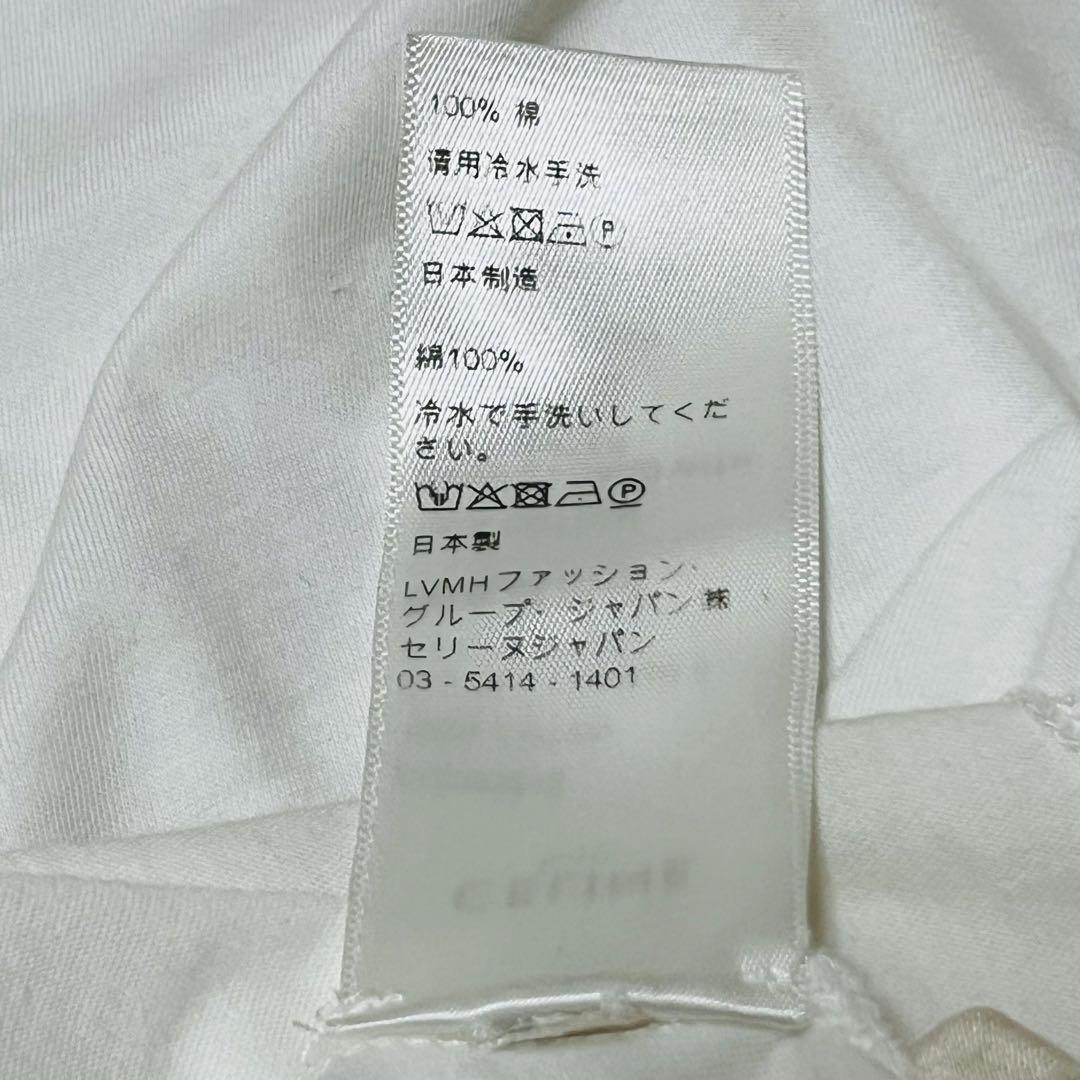 100% 棉
请用冷水手洗
日本制造
綿100%
冷水で手洗いしてくだ
さい。
P
日本製
LVMHファッション・
グループ・ジャパン㈱
セリーヌジャパン
03 - 5414 - 1401